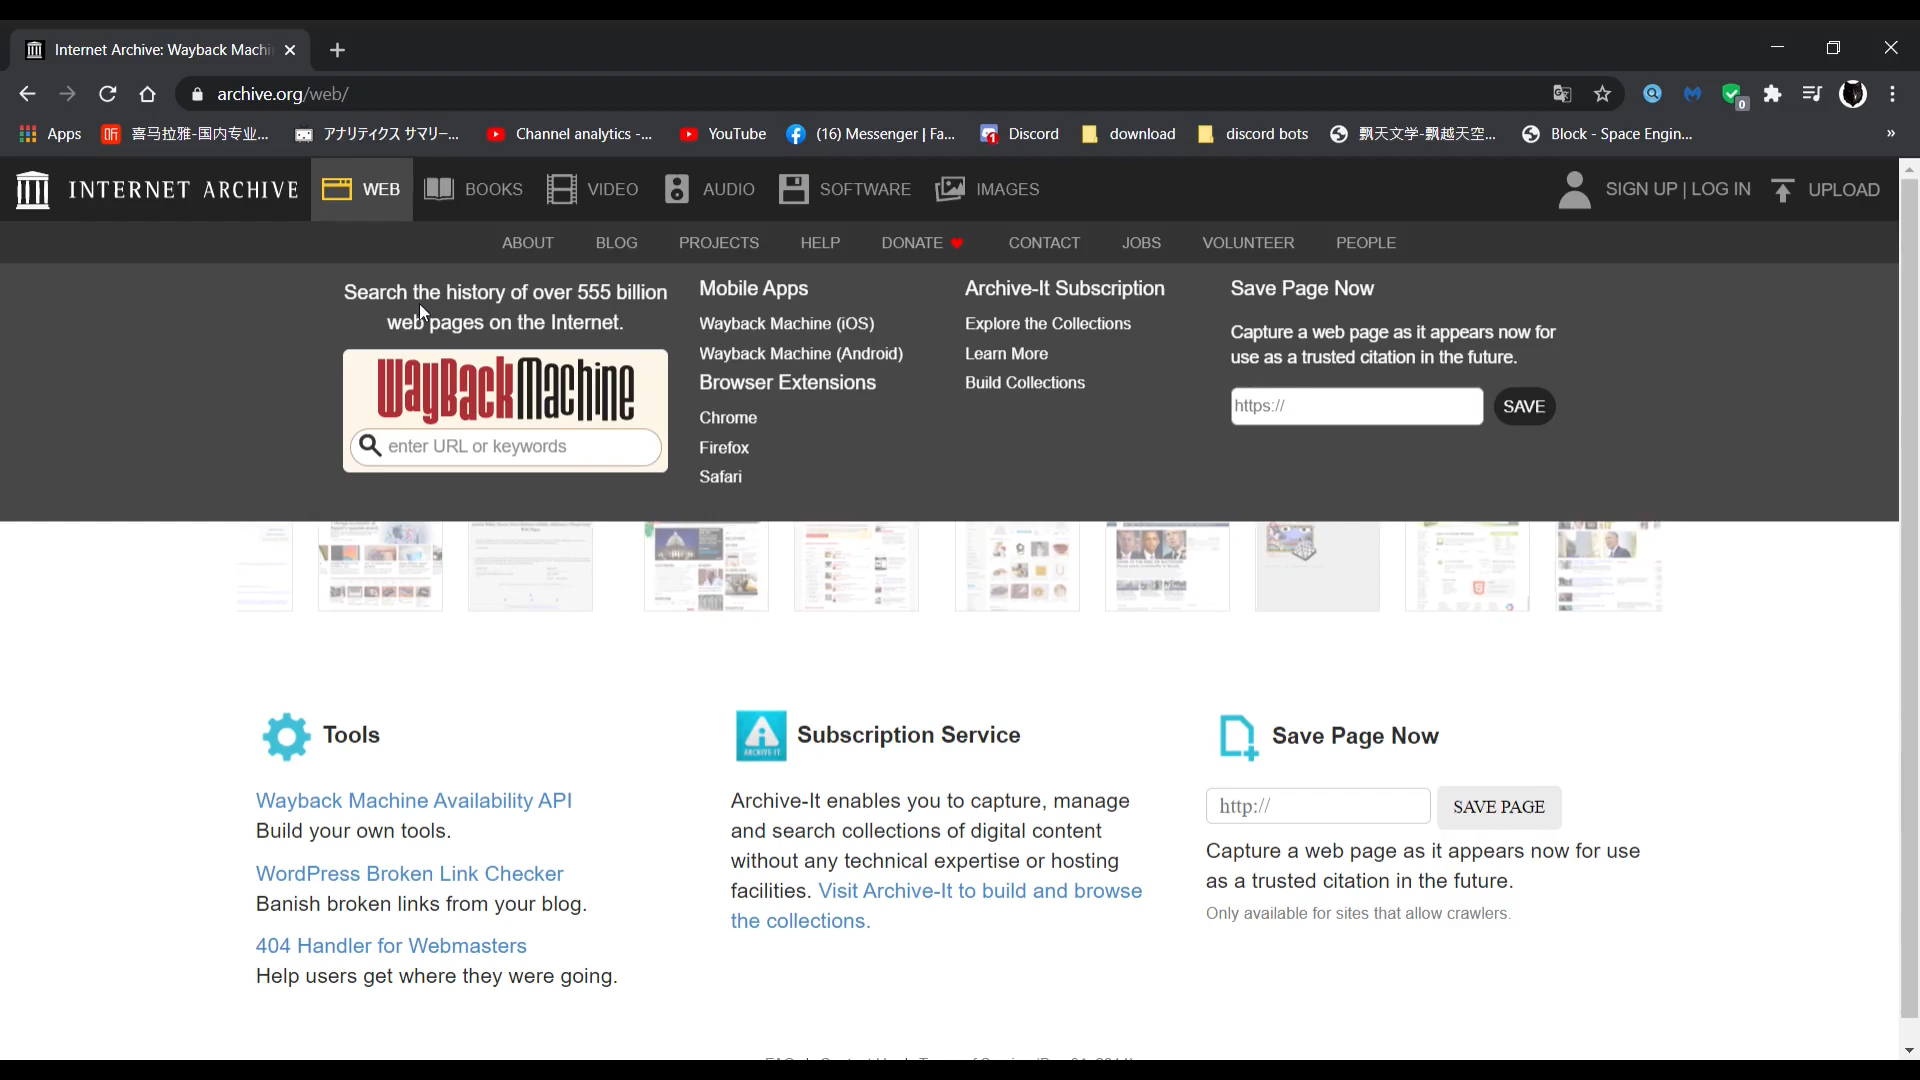 Internet Archive: Wayback Machi
archive.org/web/
Apps 喜马拉雅-国内专业... アナリティクス サマリー... Channel analytics -... YouTube (16) Messenger | Fa... Discord download discord bots 飘天文学-飘越天空... Block - Space Engin... »
0
INTERNET ARCHIVE WEB BOOKS VIDEO AUDIO SOFTWARE IMAGES SIGN UP | LOG IN UPLOAD
ABOUT BLOG PROJECTS HELP DONATE CONTACT JOBS VOLUNTEER PEOPLE
Search the history of over 555 billion
web pages on the Internet.
WayBackMachine
enter URL or keywords
Mobile Apps
Wayback Machine (iOS)
Wayback Machine (Android)
Browser Extensions
Chrome
Firefox
Safari
Archive-It Subscription
Explore the Collections
Learn More
Build Collections
Save Page Now
Capture a web page as it appears now for
use as a trusted citation in the future.
https:// SAVE
Tools
Wayback Machine Availability API
Build your own tools.
WordPress Broken Link Checker
Banish broken links from your blog.
404 Handler for Webmasters
Help users get where they were going.
ARCHIVE-IT
Subscription Service
Archive-It enables you to capture, manage
and search collections of digital content
without any technical expertise or hosting
facilities. Visit Archive-It to build and browse
the collections.
Save Page Now
http:// SAVE PAGE
Capture a web page as it appears now for use
as a trusted citation in the future.
Only available for sites that allow crawlers.